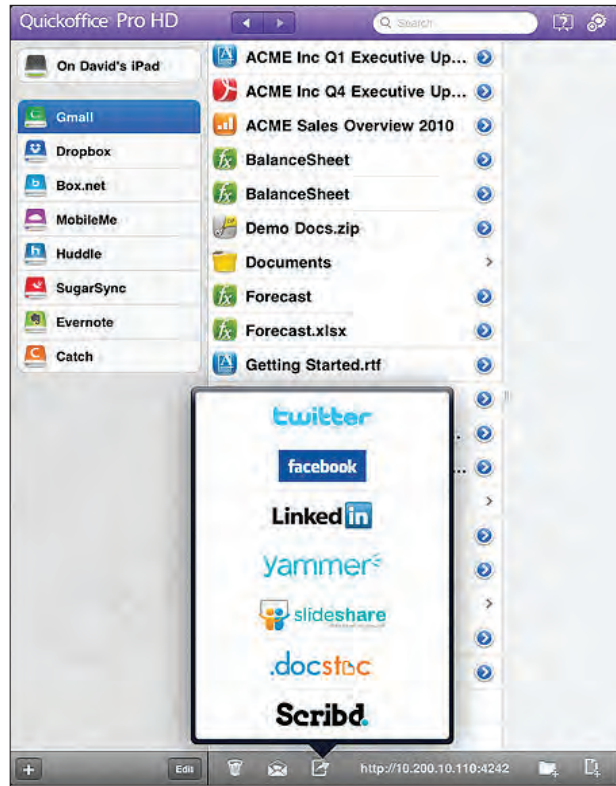 Quickoffice Pro HD
Search
On David's iPad
Gmail
Dropbox
Box.net
MobileMe
Huddle
SugarSync
Evernote
Catch
ACME Inc Q1 Executive Up...
ACME Inc Q4 Executive Up...
ACME Sales Overview 2010
BalanceSheet
BalanceSheet
Demo Docs.zip
Documents
Forecast
Forecast.xlsx
Getting Started.rtf
twitter
facebook
Linked in
yammer
slideshare
.docstoc
Scribd.
Edit
http://10.200.10.110:4242